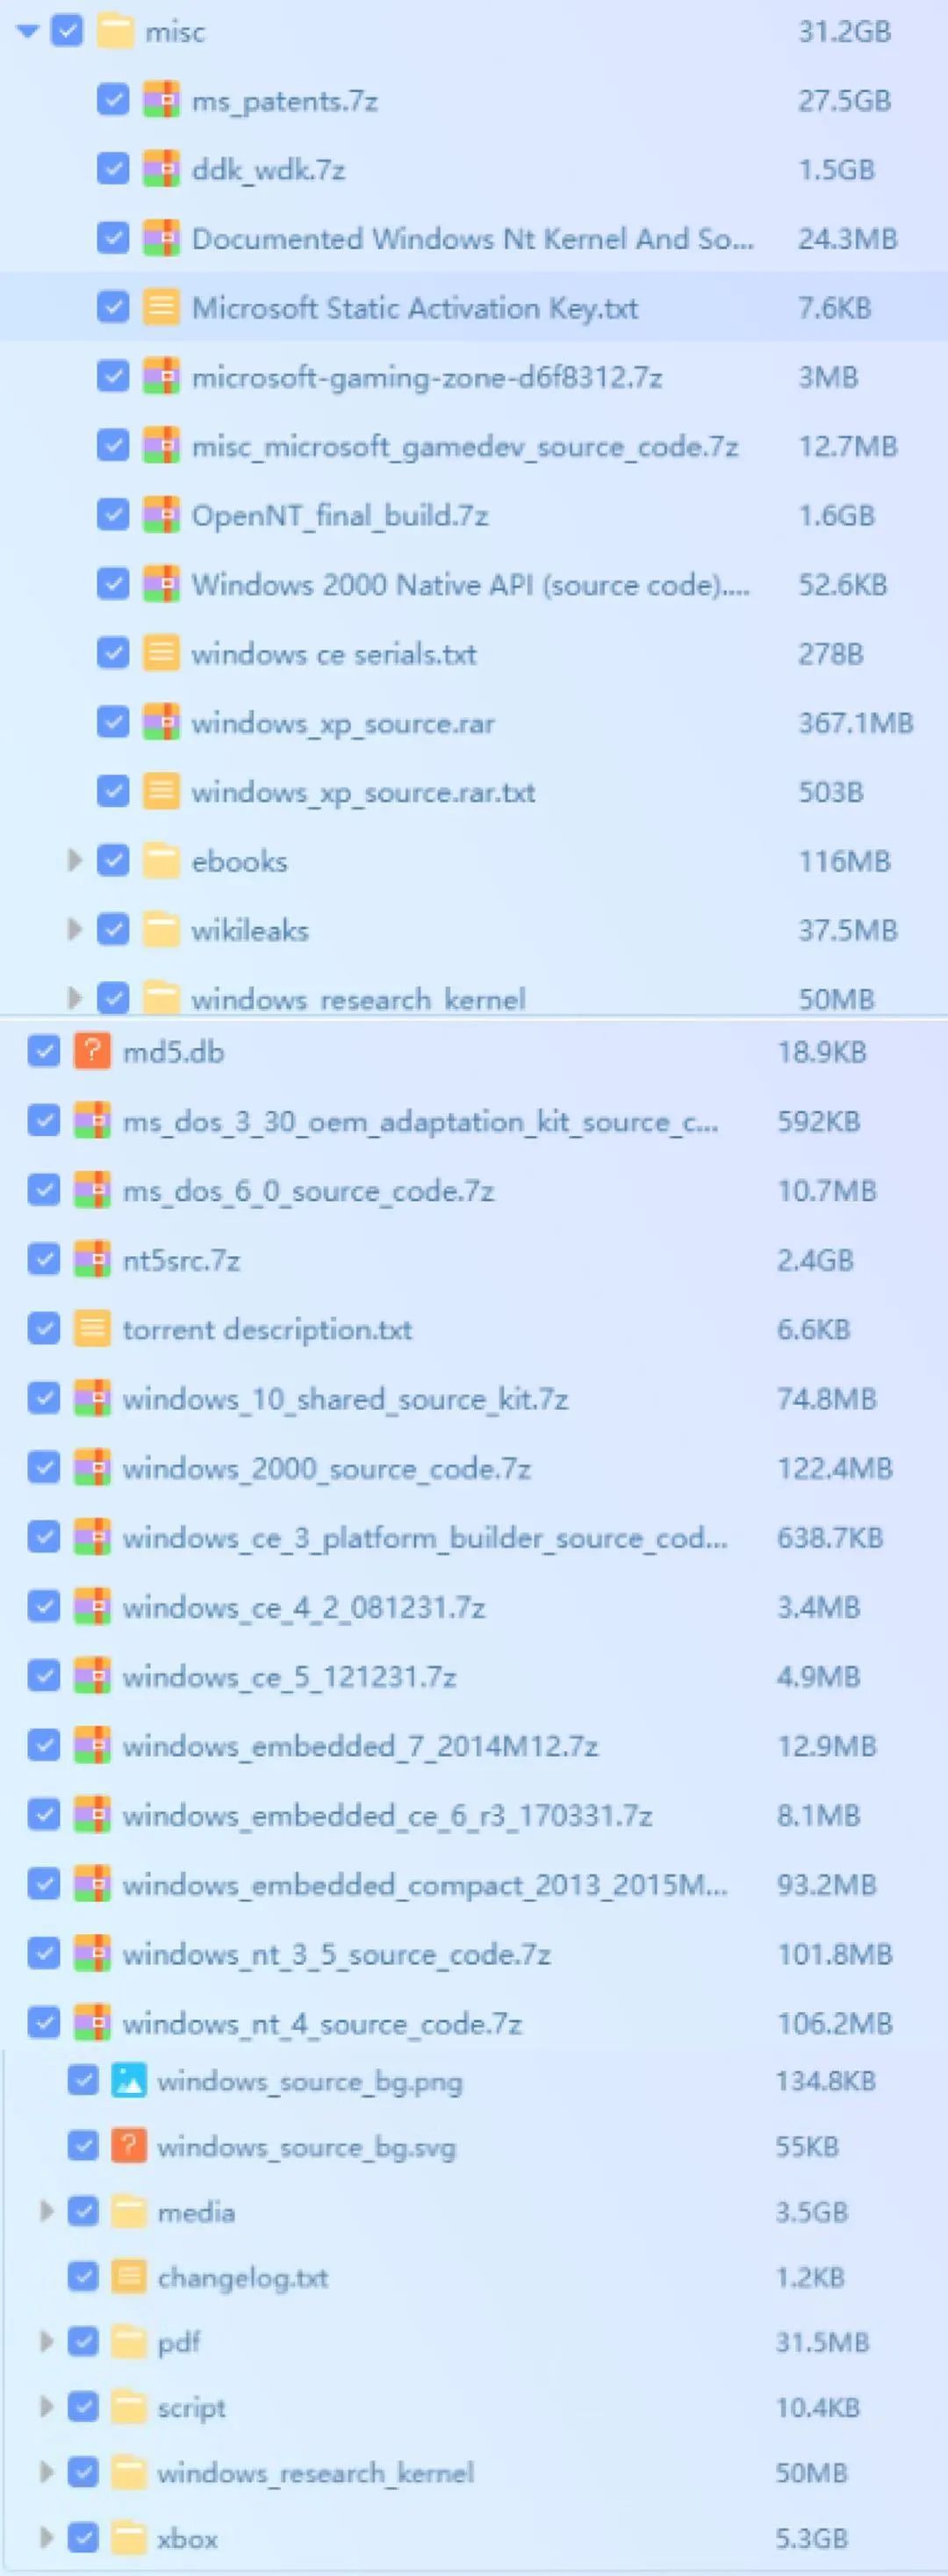 misc 31.2GB
ms_patents.7z 27.5GB
ddk_wdk.7z 1.5GB
Documented Windows Nt Kernel And So... 24.3MB
Microsoft Static Activation Key.txt 7.6KB
microsoft-gaming-zone-d6f8312.7z 3MB
misc_microsoft_gamedev_source_code.7z 12.7MB
OpenNT_final_build.7z 1.6GB
Windows 2000 Native API (source code).... 52.6KB
windows ce serials.txt 278B
windows_xp_source.rar 367.1MB
windows_xp_source.rar.txt 503B
ebooks 116MB
wikileaks 37.5MB
windows research kernel 50MB
md5.db 18.9KB
ms_dos_3_30_oem_adaptation_kit_source_c... 592KB
ms_dos_6_0_source_code.7z 10.7MB
nt5src.7z 2.4GB
torrent description.txt 6.6KB
windows_10_shared_source_kit.7z 74.8MB
windows_2000_source_code.7z 122.4MB
windows_ce_3_platform_builder_source_cod... 638.7KB
windows_ce_4_2_081231.7z 3.4MB
windows_ce_5_121231.7z 4.9MB
windows_embedded_7_2014M12.7z 12.9MB
windows_embedded_ce_6_r3_170331.7z 8.1MB
windows_embedded_compact_2013_2015M... 93.2MB
windows_nt_3_5_source_code.7z 101.8MB
windows_nt_4_source_code.7z 106.2MB
windows_source_bg.png 134.8KB
windows_source_bg.svg 55KB
media 3.5GB
changelog.txt 1.2KB
pdf 31.5MB
script 10.4KB
windows_research_kernel 50MB
xbox 5.3GB